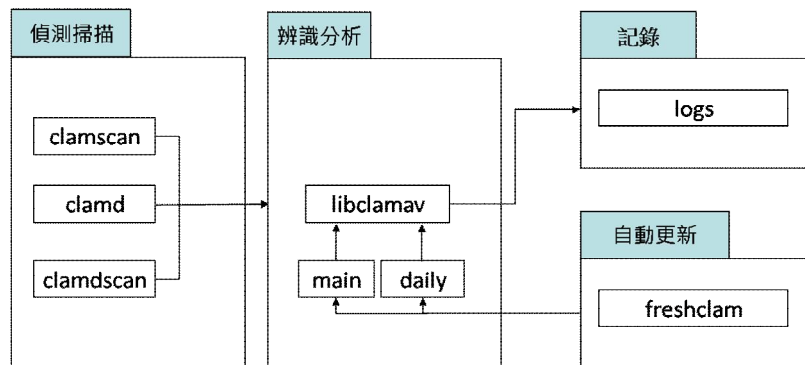 偵測掃描
clamscan
clamd
clamdscan
辨識分析
libclamav
main
daily
記錄
logs
自動更新
freshclam